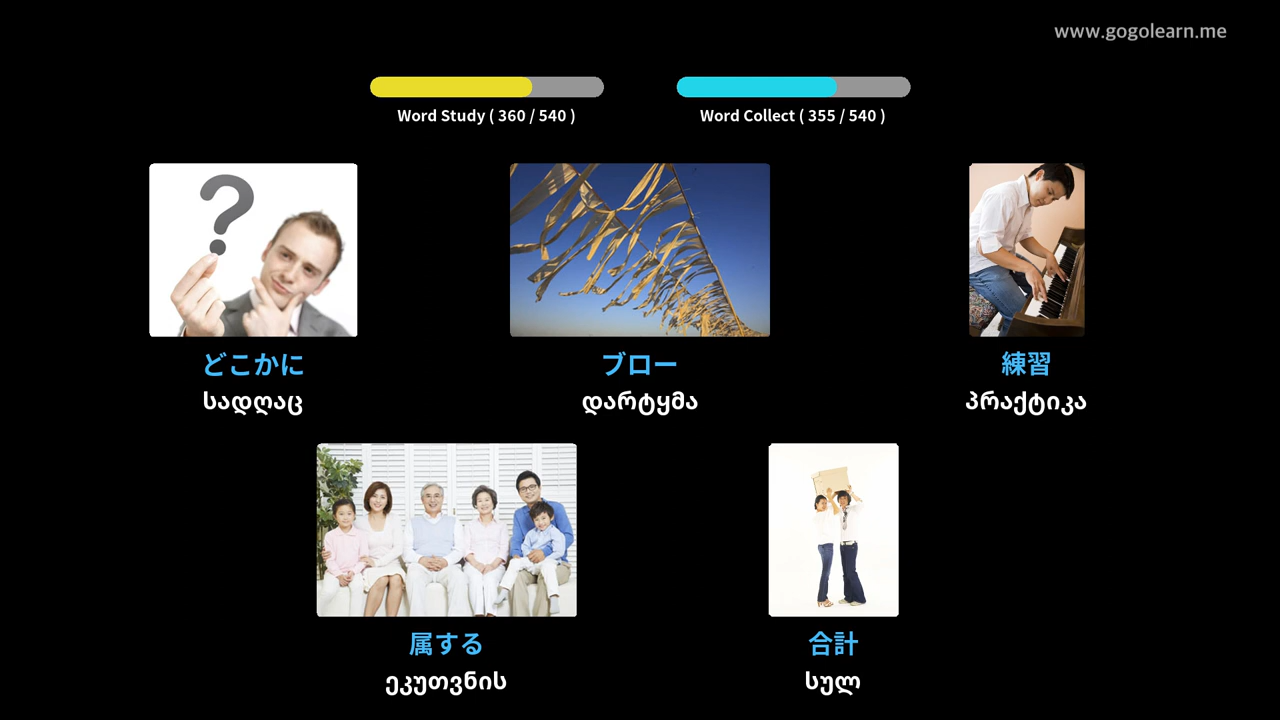 www.gogolearn.me
Word Study ( 360 / 540 )
Word Collect ( 355 / 540 )
どこかに
სადღაც
ブロー
დარტყმა
練習
პრაქტიკა
属する
ეკუთვნის
合計
სულ